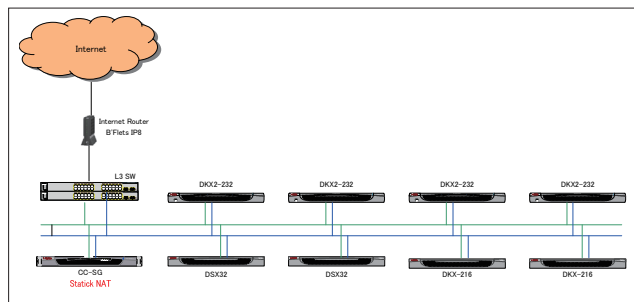 Internet
Internet Router
B'Flets IP8
L3 SW
DKX2-232
DKX2-232
DKX2-232
DKX2-232
CC-SG
Statick NAT
DSX32
DSX32
DKX-216
DKX-216